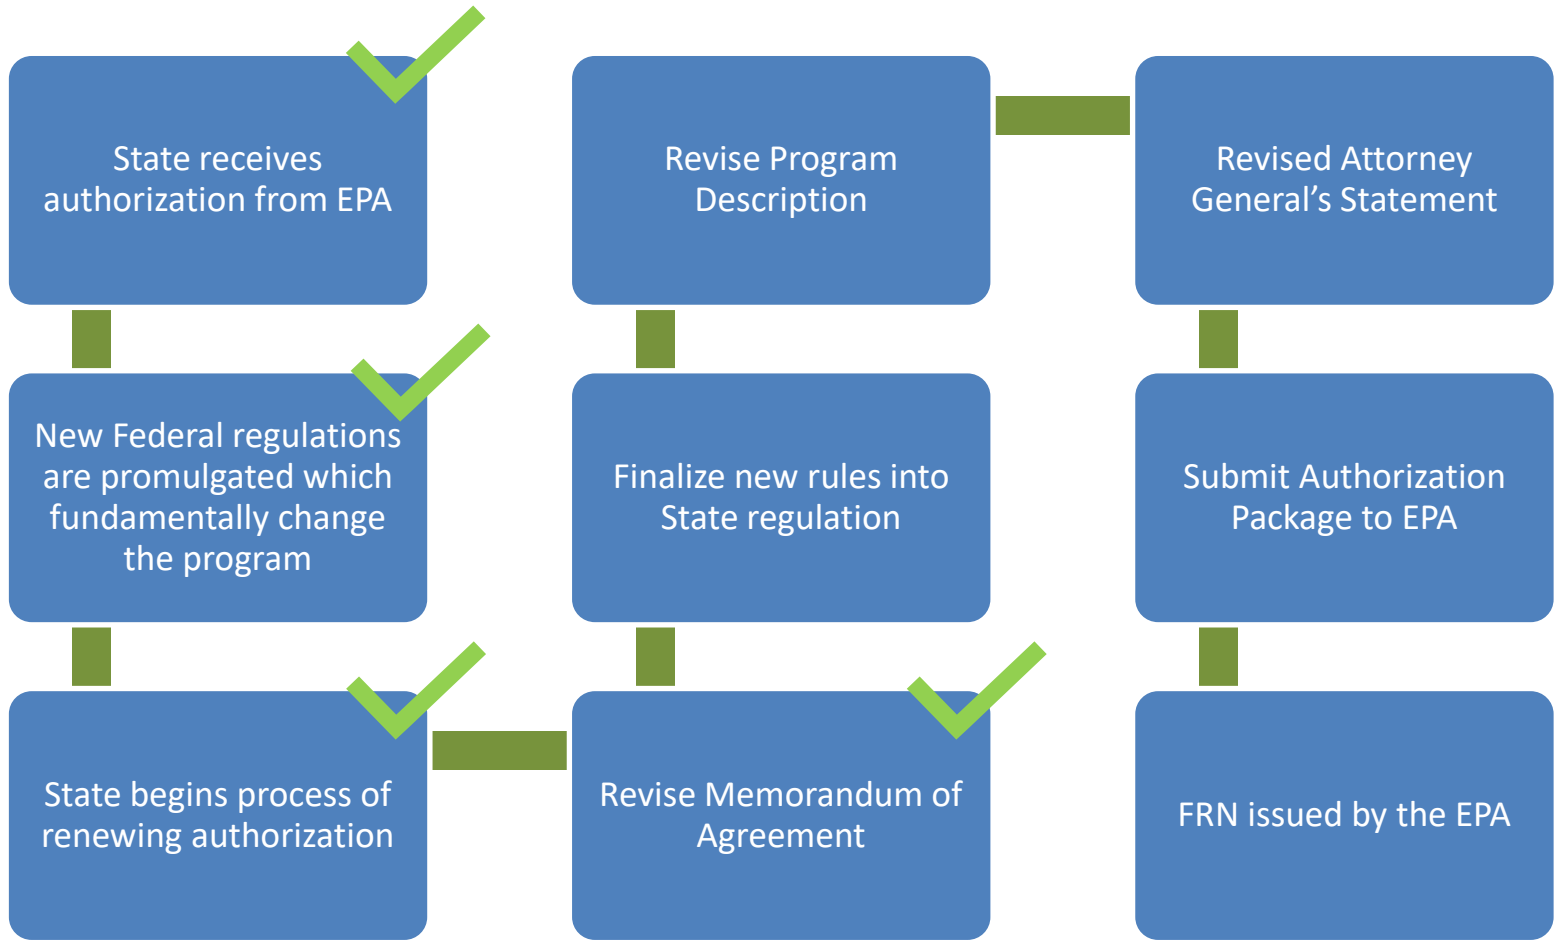 State receives
authorization from EPA
New Federal regulations
are promulgated which
fundamentally change
the program
State begins process of
renewing authorization
Revise Memorandum of
Agreement
Finalize new rules into
State regulation
Revise Program
Description
Revised Attorney
General’s Statement
Submit Authorization
Package to EPA
FRN issued by the EPA